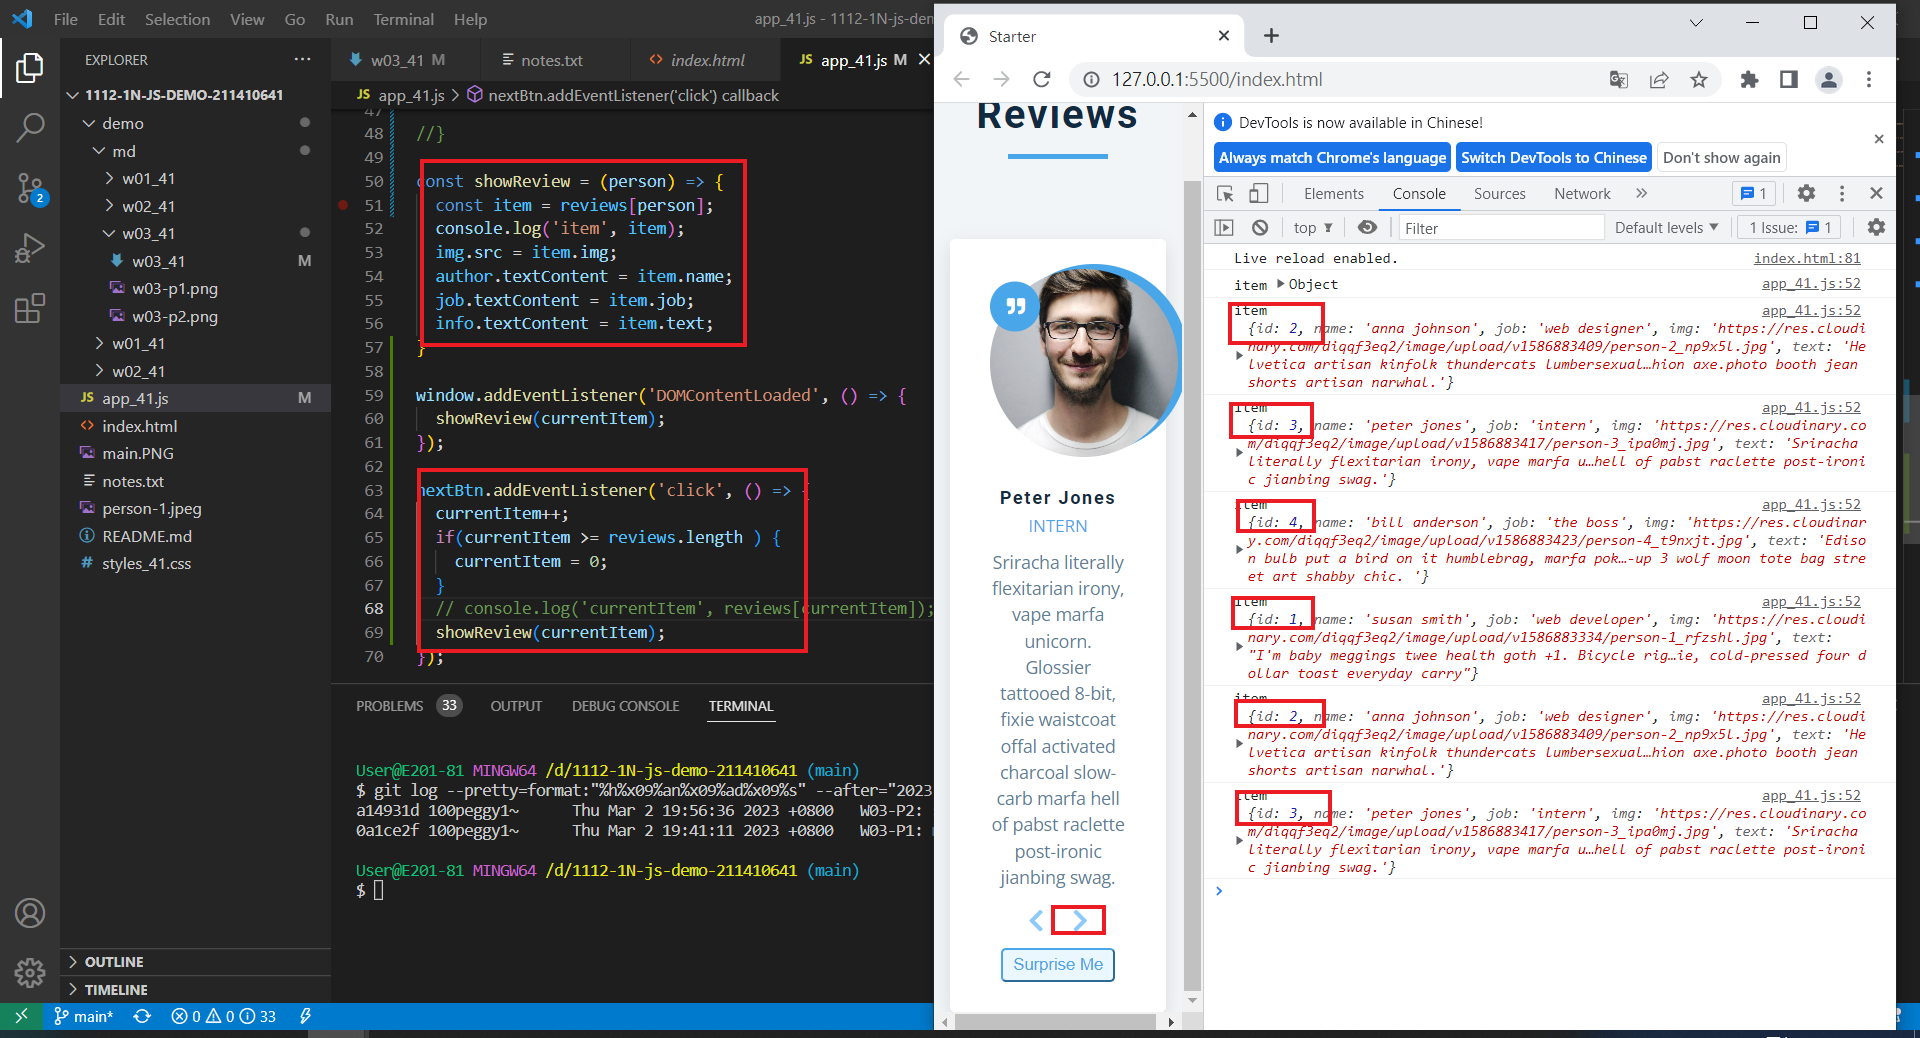 File Edit Selection View Go Run Terminal Help
app_41.js - 1112-1N-js-dem
EXPLORER
1112-1N-JS-DEMO-211410641
demo
md
w01_41
w02_41
w03_41
w03_41 M
w03-p1.png
w03-p2.png
w01_41
w02_41
JS app_41.js M
index.html
main.PNG
notes.txt
person-1.jpeg
README.md
# styles_41.css
OUTLINE
TIMELINE
2
w03_41 M
notes.txt
index.html
JS app_41.js M
JS app_41.js > nextBtn.addEventListener('click') callback
47
48 //}
49
50 const showReview = (person) => {
51 const item = reviews[person];
52 console.log('item', item);
53 img.src = item.img;
54 author.textContent = item.name;
55 job.textContent = item.job;
56 info.textContent = item.text;
57 }
58
59 window.addEventListener('DOMContentLoaded', () => {
60 showReview(currentItem);
61 });
62
63 nextBtn.addEventListener('click', () => {
64 currentItem++;
65 if(currentItem >= reviews.length ) {
66 currentItem = 0;
67 }
68 // console.log('currentItem', reviews[currentItem]);
69 showReview(currentItem);
70 });
PROBLEMS 33 OUTPUT DEBUG CONSOLE TERMINAL
User@E201-81 MINGW64 /d/1112-1N-js-demo-211410641 (main)
$ git log --pretty=format:"%h%x09%an%x09%ad%x09%s" --after="2023
a14931d 100peggy1~ Thu Mar 2 19:56:36 2023 +0800 W03-P2:
0a1ce2f 100peggy1~ Thu Mar 2 19:41:11 2023 +0800 W03-P1:
User@E201-81 MINGW64 /d/1112-1N-js-demo-211410641 (main)
$
main* 0 0 33
Starter
127.0.0.1:5500/index.html
Reviews
Peter Jones
INTERN
Sriracha literally
flexitarian irony,
vape marfa
unicorn.
Glossier
tattooed 8-bit,
fixie waistcoat
offal activated
charcoal slow-
carb marfa hell
of pabst raclette
post-ironic
jianbing swag.
Surprise Me
DevTools is now available in Chinese!
Always match Chrome's language Switch DevTools to Chinese Don't show again
Elements Console Sources Network » 1
top Filter Default levels 1 Issue: 1
Live reload enabled. index.html:81
item Object app_41.js:52
item app_41.js:52
{id: 2, name: 'anna johnson', job: 'web designer', img: 'https://res.cloudi
nary.com/diqqf3eq2/image/upload/v1586883409/person-2_np9x5l.jpg', text: 'He
lvetica artisan kinfolk thundercats lumbersexual…hion axe.photo booth jean
shorts artisan narwhal.'}
item app_41.js:52
{id: 3, name: 'peter jones', job: 'intern', img: 'https://res.cloudinary.co
m/diqqf3eq2/image/upload/v1586883417/person-3_ipa0mj.jpg', text: 'Sriracha
literally flexitarian irony, vape marfa u…hell of pabst raclette post-ironi
c jianbing swag.'}
item app_41.js:52
{id: 4, name: 'bill anderson', job: 'the boss', img: 'https://res.cloudinar
y.com/diqqf3eq2/image/upload/v1586883423/person-4_t9nxjt.jpg', text: 'Ediso
n bulb put a bird on it humblebrag, marfa pok…-up 3 wolf moon tote bag stre
et art shabby chic. '}
item app_41.js:52
{id: 1, name: 'susan smith', job: 'web developer', img: 'https://res.cloudi
nary.com/diqqf3eq2/image/upload/v1586883334/person-1_rfzshl.jpg', text:
"I'm baby meggings twee health goth +1. Bicycle rig…ie, cold-pressed four d
ollar toast everyday carry"}
item app_41.js:52
{id: 2, name: 'anna johnson', job: 'web designer', img: 'https://res.cloudi
nary.com/diqqf3eq2/image/upload/v1586883409/person-2_np9x5l.jpg', text: 'He
lvetica artisan kinfolk thundercats lumbersexual…hion axe.photo booth jean
shorts artisan narwhal.'}
item app_41.js:52
{id: 3, name: 'peter jones', job: 'intern', img: 'https://res.cloudinary.co
m/diqqf3eq2/image/upload/v1586883417/person-3_ipa0mj.jpg', text: 'Sriracha
literally flexitarian irony, vape marfa u…hell of pabst raclette post-ironi
c jianbing swag.'}